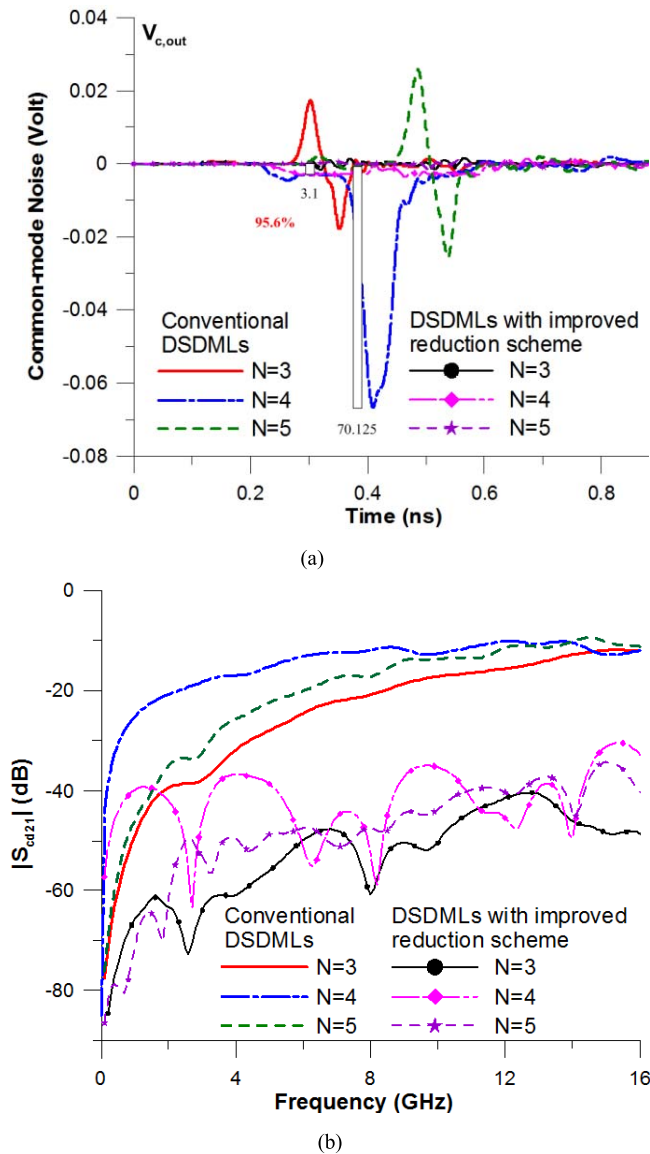 V_c,out
0.04
0.02
0
-0.02
-0.04
-0.06
-0.08
Common-mode Noise (Volt)
3.1
95.6%
Conventional
DSDMLs
N=3
N=4
N=5
DSDMLs with improved
reduction scheme
N=3
N=4
N=5
70.125
0 0.2 0.4 0.6 0.8
Time (ns)
(a)
0
-20
-40
-60
-80
|S_cd21| (dB)
Conventional
DSDMLs
N=3
N=4
N=5
DSDMLs with improved
reduction scheme
N=3
N=4
N=5
0 4 8 12 16
Frequency (GHz)
(b)